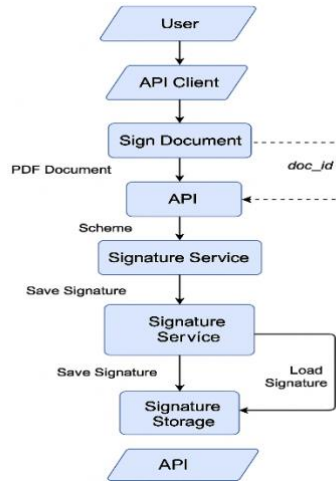 User
API Client
Sign Document
PDF Document
doc_id
API
Scheme
Signature Service
Save Signature
Signature
Service
Save Signature
Load
Signature
Signature
Storage
API